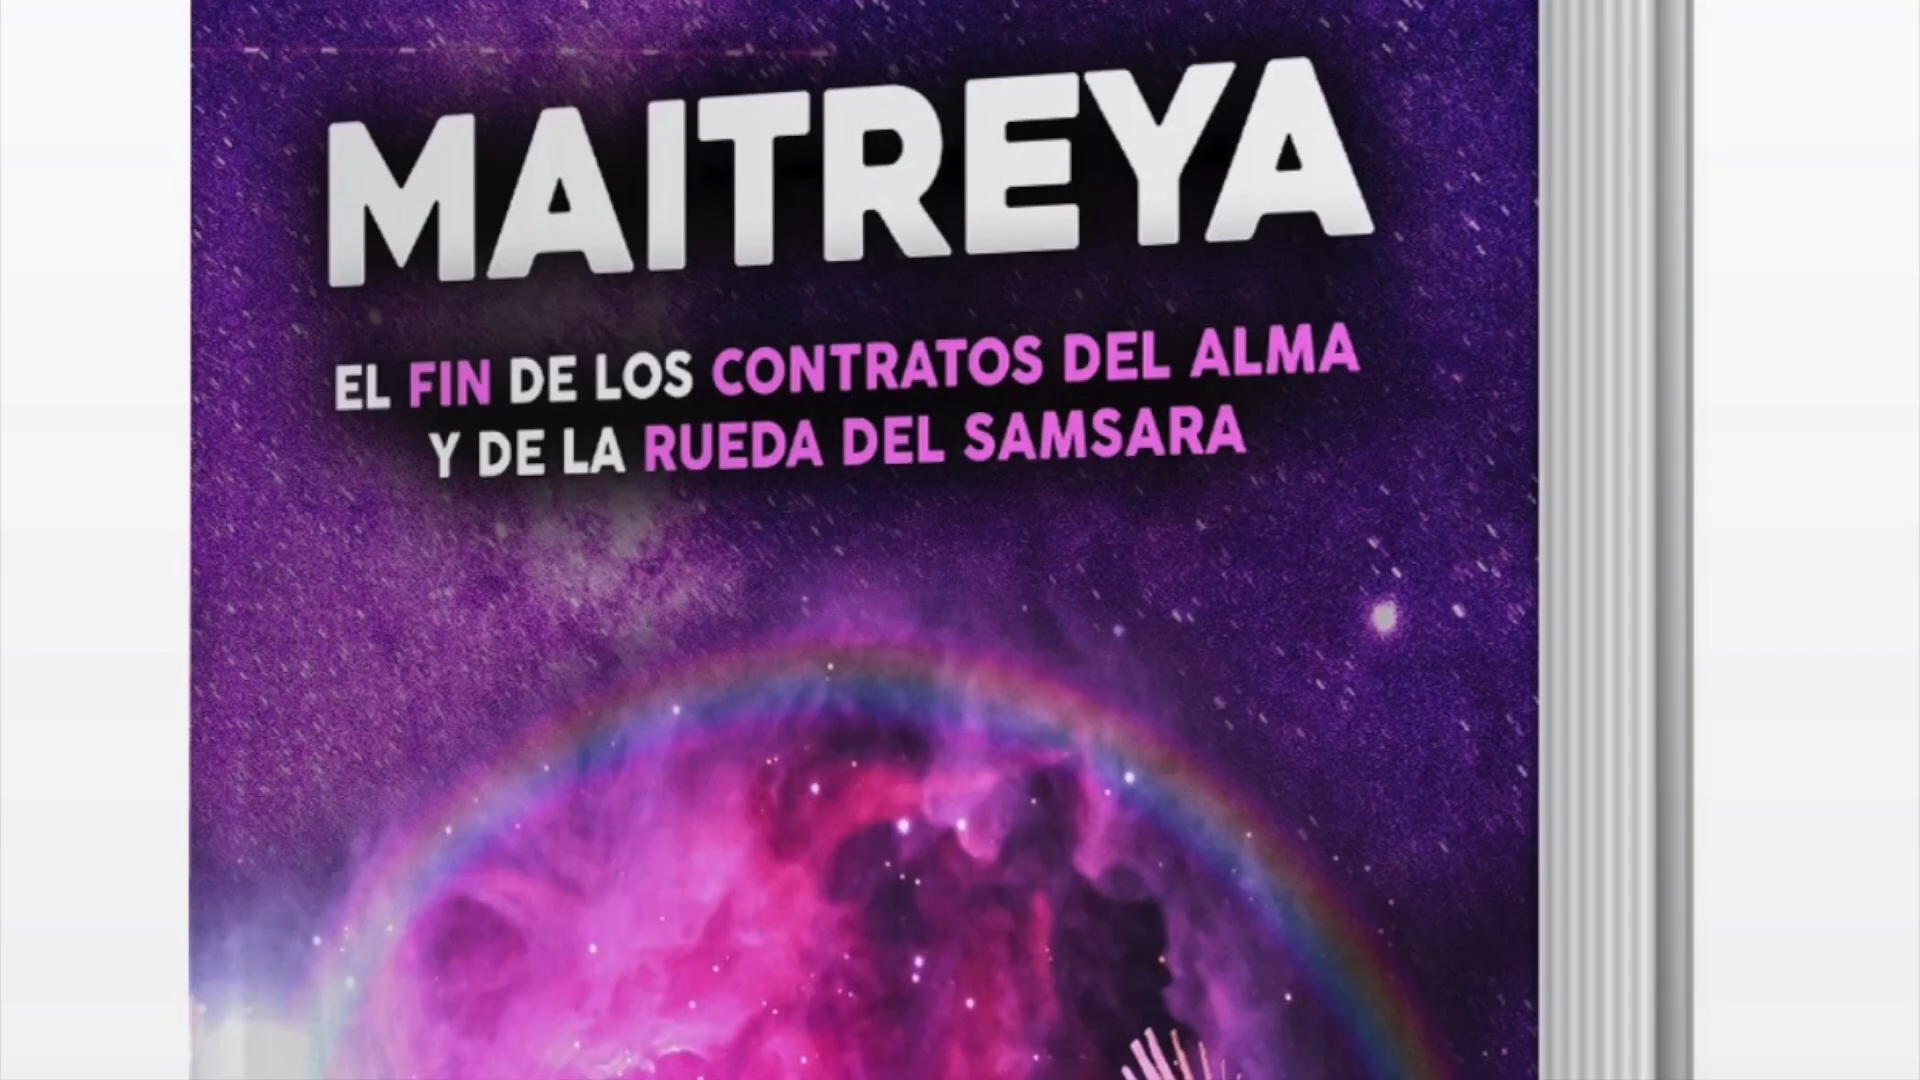 MAITREYA
EL FIN DE LOS CONTRATOS DEL ALMA
Y DE LA RUEDA DEL SAMSARA